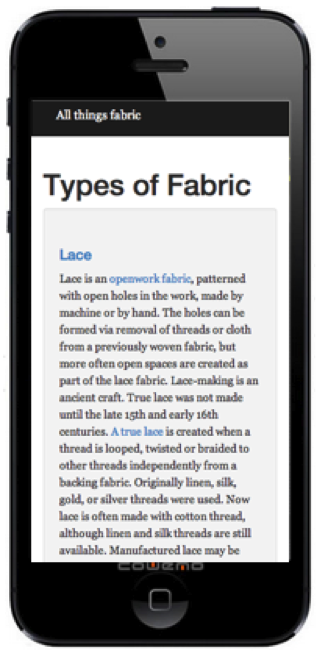 All things fabric
Types of Fabric
Lace
Lace is an openwork fabric, patterned
with open holes in the work, made by
machine or by hand. The holes can be
formed via removal of threads or cloth
from a previously woven fabric, but
more often open spaces are created as
part of the lace fabric. Lace-making is an
ancient craft. True lace was not made
until the late 15th and early 16th
centuries. A true lace is created when a
thread is looped, twisted or braided to
other threads independently from a
backing fabric. Originally linen, silk,
gold, or silver threads were used. Now
lace is often made with cotton thread,
although linen and silk threads are still
available. Manufactured lace may be